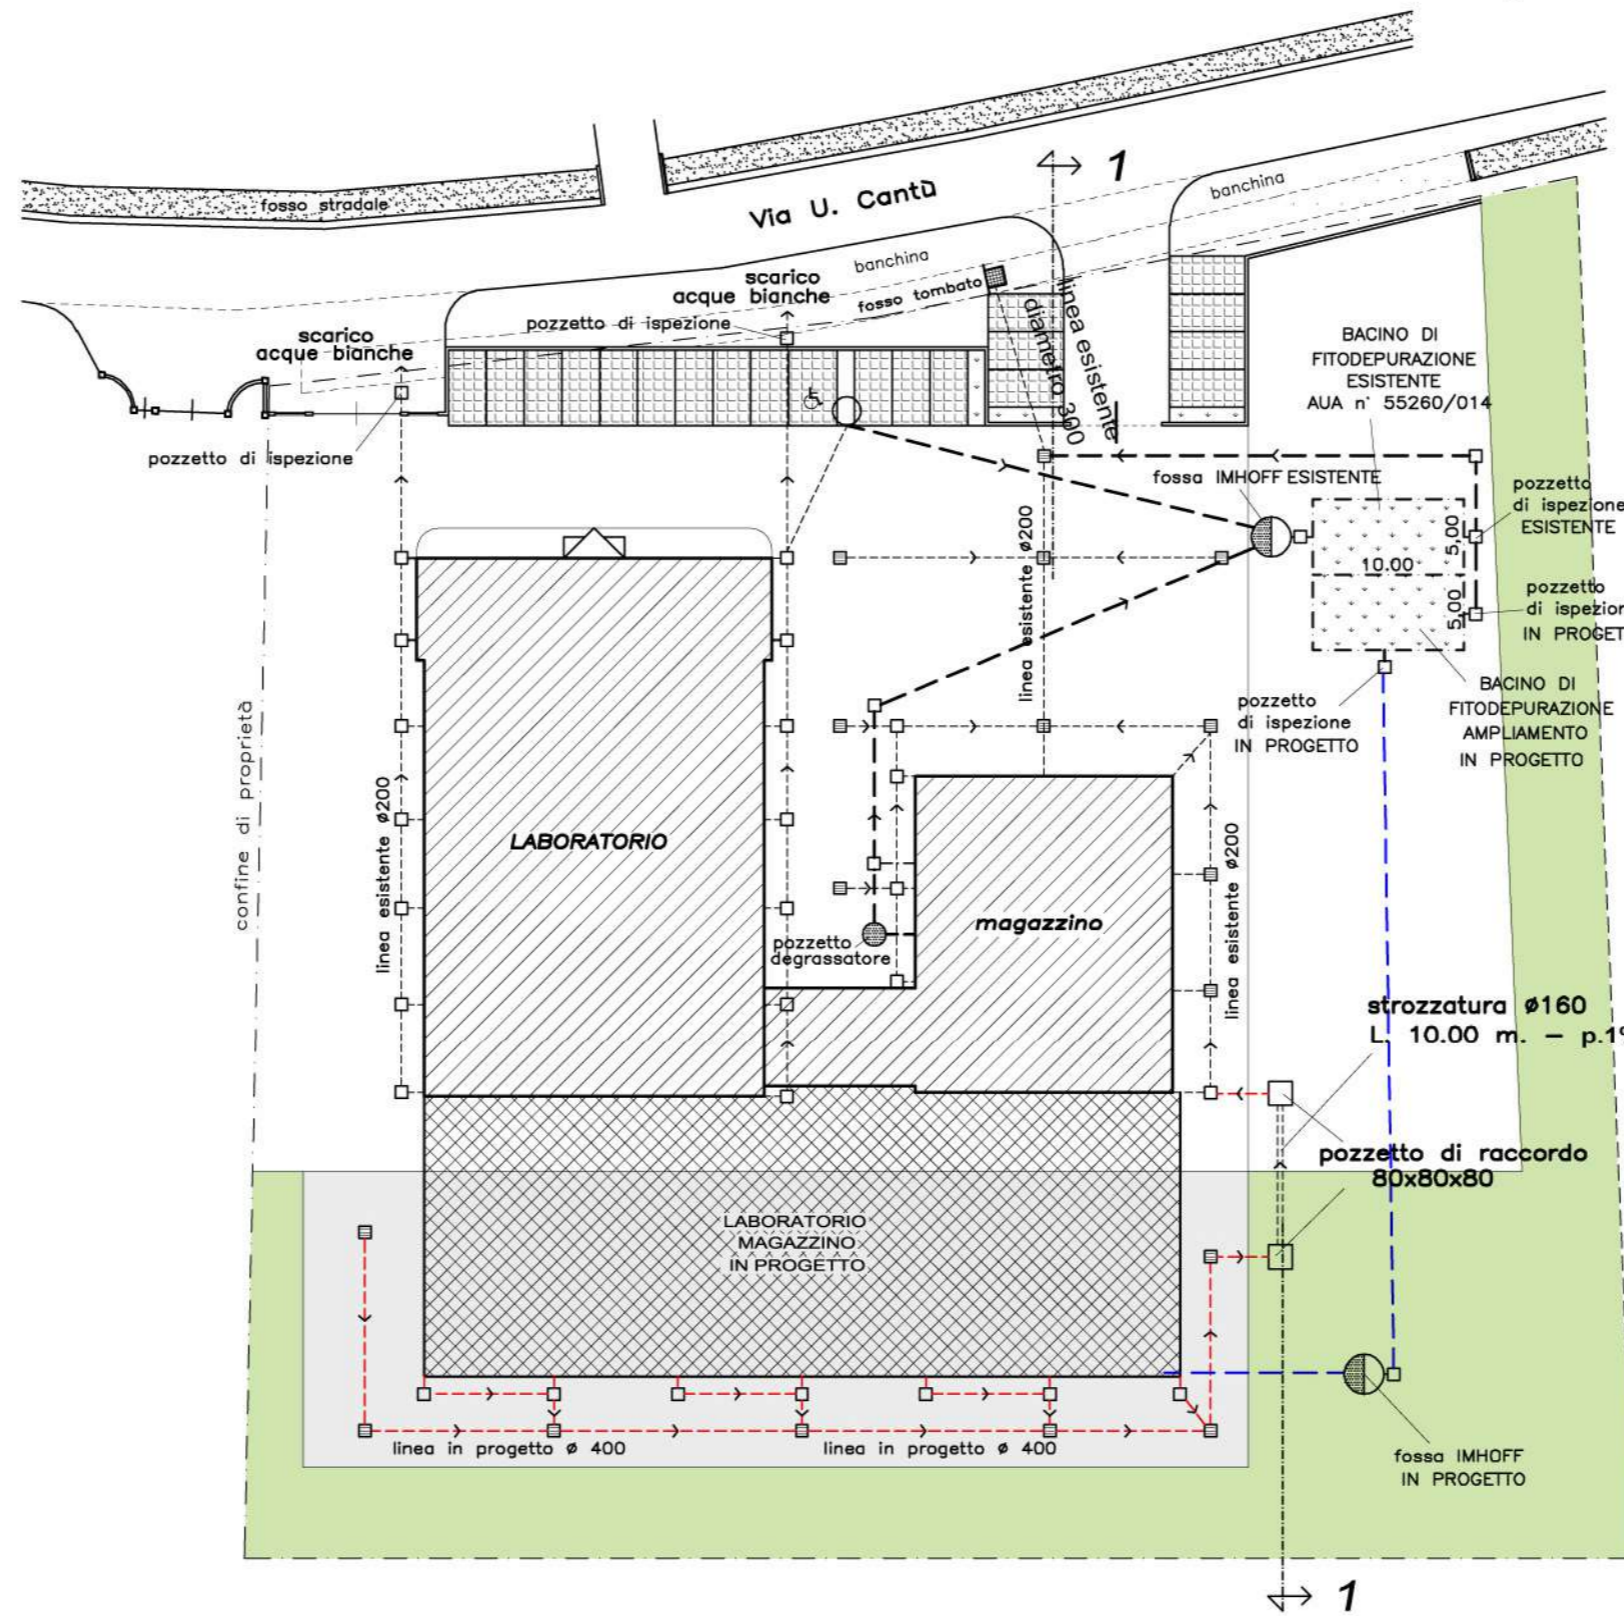 1
Via U. Cantù
banchina
fosso stradale
banchina
scarico
acque bianche
fosso tombato
pozzetto di ispezione
scarico
acque bianche
linea esistente
diametro 300
BACINO DI
FITODEPURAZIONE
ESISTENTE
AUA n° 55260/014
pozzetto di ispezione
fossa IMHOFF ESISTENTE
pozzetto
di ispezione
ESISTENTE
5,00
10.00
5,00
linea esistente ø200
pozzetto
di ispezion
IN PROGET
confine di proprietà
pozzetto
di ispezione
IN PROGETTO
BACINO DI
FITODEPURAZIONE
AMPLIAMENTO
IN PROGETTO
linea esistente ø200
LABORATORIO
magazzino
pozzetto
degrassatore
linea esistente ø200
strozzatura ø160
L. 10.00 m. – p.1
pozzetto di raccordo
80x80x80
LABORATORIO
MAGAZZINO
IN PROGETTO
linea in progetto ø 400
linea in progetto ø 400
fossa IMHOFF
IN PROGETTO
1